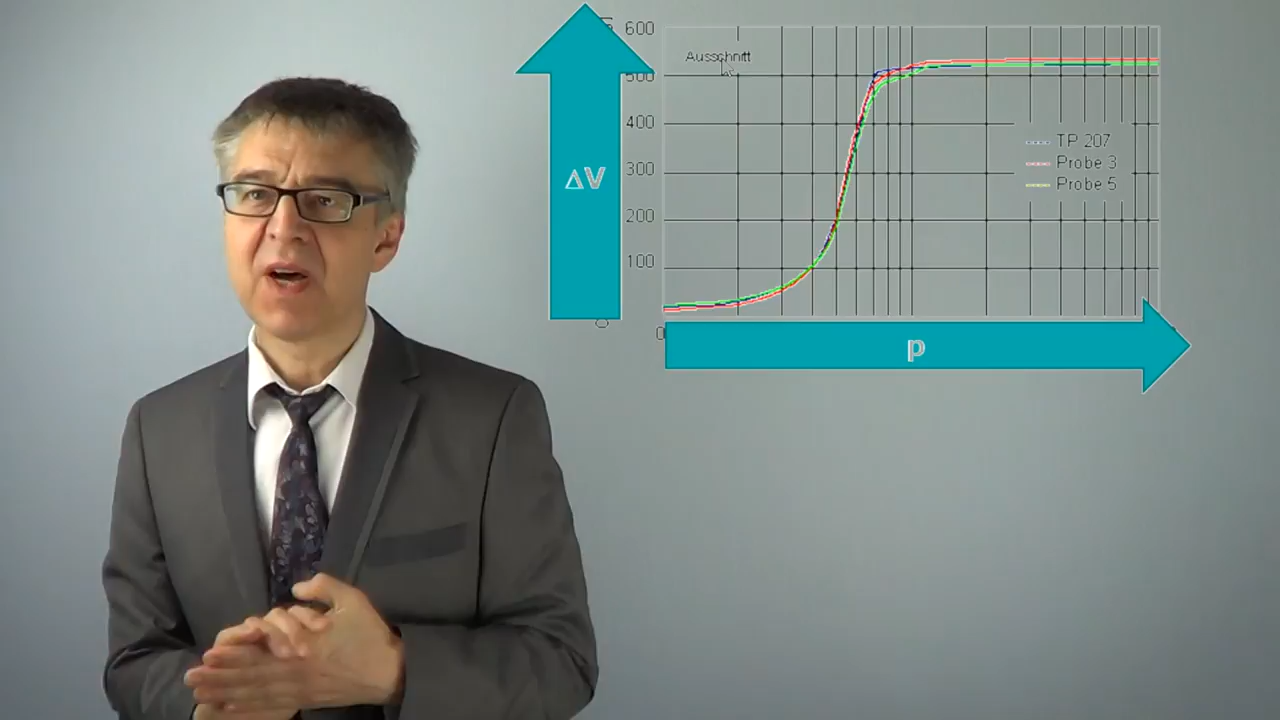 600
Ausschnitt
500
400
TP 207
Probe 3
300
ΔV
Probe 5
200
100
0
0
p